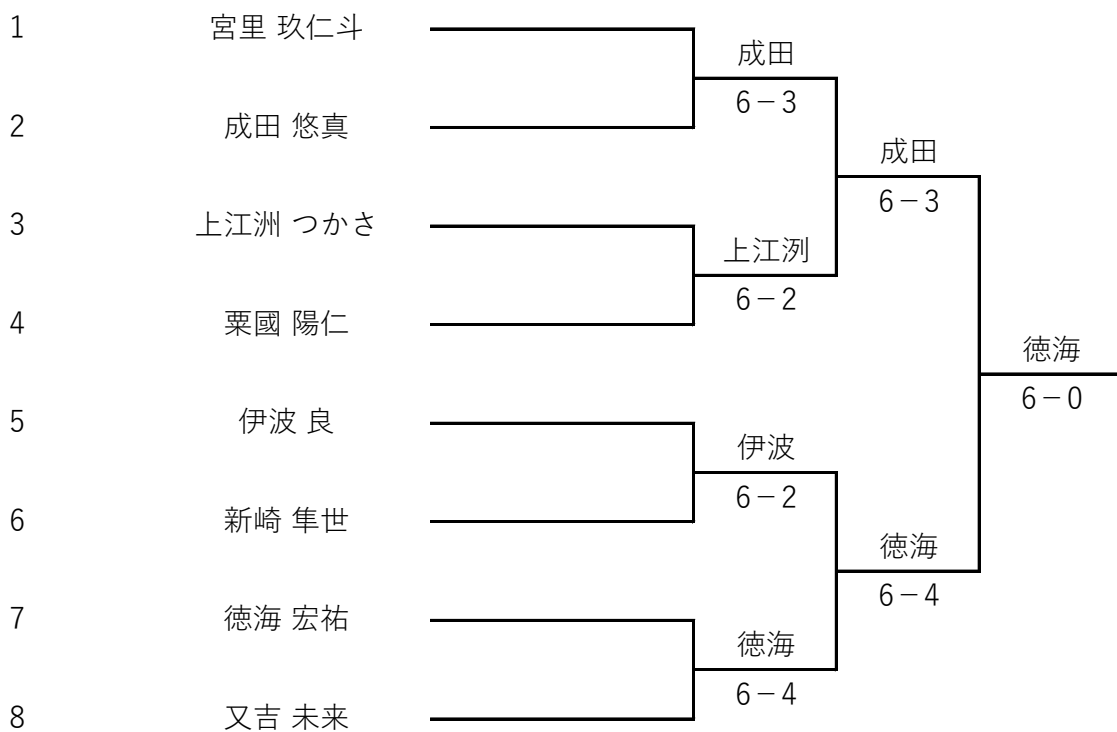 1 宮里 玖仁斗
成田
6－3
2 成田 悠真
成田
6－3
3 上江洲 つかさ
上江洌
6－2
4 粟國 陽仁
徳海
6－0
5 伊波 良
伊波
6－2
6 新崎 隼世
徳海
6－4
7 徳海 宏祐
徳海
6－4
8 又吉 未来